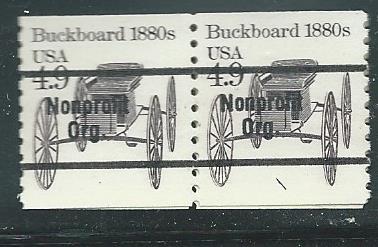 Buckboard 1880s
USA
4.9
Nonprofit
Org.
Buckboard 1880s
USA
4.9
Nonprofit
Org.